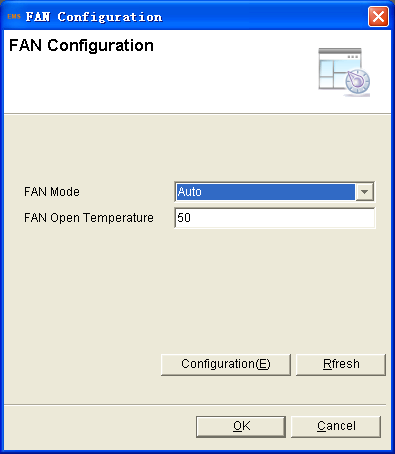 EMS FAN Configuration
FAN Configuration
FAN Mode Auto
FAN Open Temperature 50
Configuration(E) Rfresh
OK Cancel